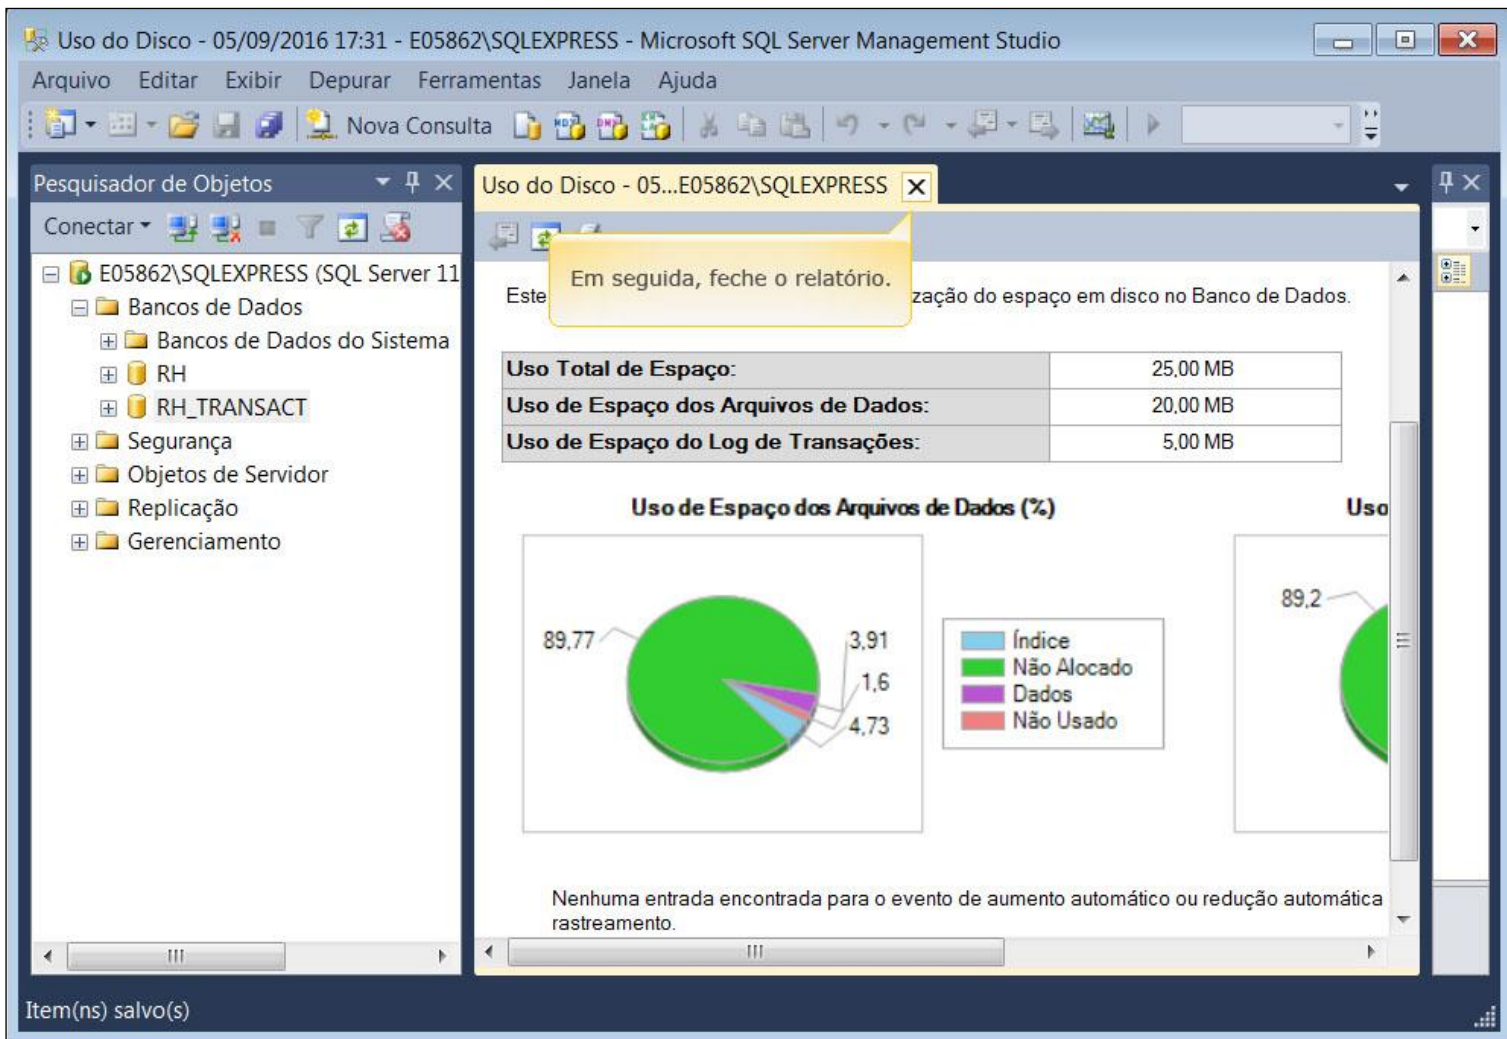 Uso do Disco - 05/09/2016 17:31 - E05862\SQLEXPRESS - Microsoft SQL Server Management Studio
Arquivo Editar Exibir Depurar Ferramentas Janela Ajuda
Nova Consulta
Pesquisador de Objetos
Conectar
E05862\SQLEXPRESS (SQL Server 11
Bancos de Dados
Bancos de Dados do Sistema
RH
RH_TRANSACT
Segurança
Objetos de Servidor
Replicação
Gerenciamento
Uso do Disco - 05...E05862\SQLEXPRESS
Em seguida, feche o relatório.
Este zação do espaço em disco no Banco de Dados.
Uso Total de Espaço: 25,00 MB
Uso de Espaço dos Arquivos de Dados: 20,00 MB
Uso de Espaço do Log de Transações: 5,00 MB
Uso de Espaço dos Arquivos de Dados (%)
89,77
3,91
1,6
4,73
Índice
Não Alocado
Dados
Não Usado
Uso
89,2
Nenhuma entrada encontrada para o evento de aumento automático ou redução automática
rastreamento.
Item(ns) salvo(s)